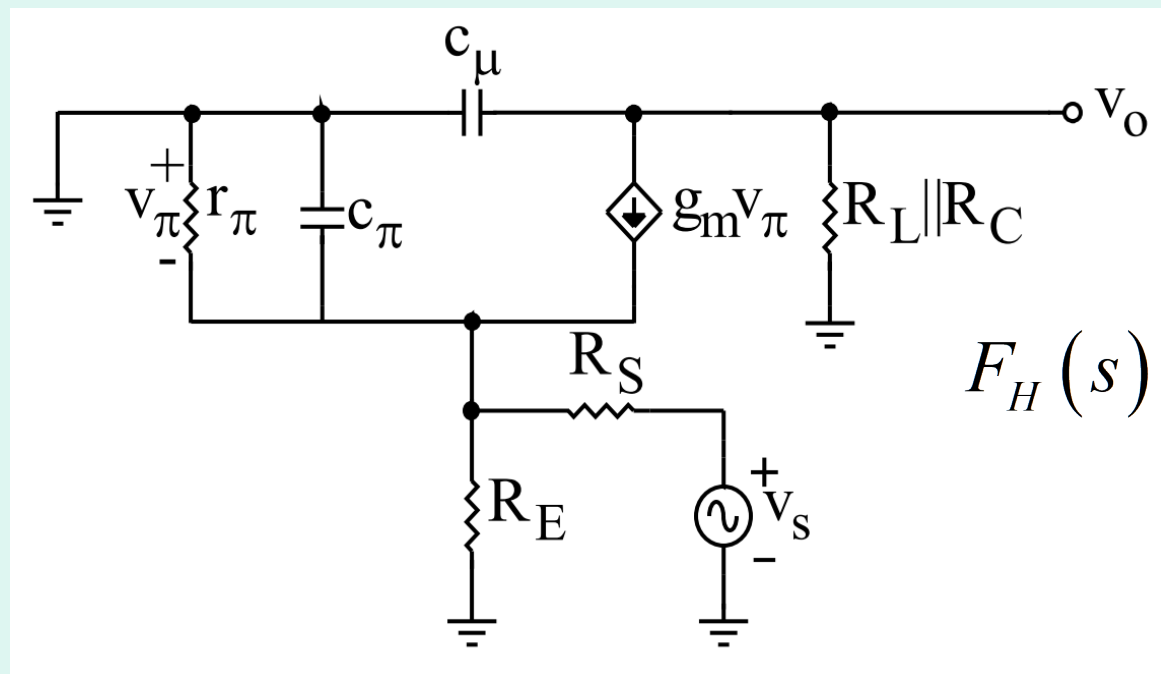 cμ
vo
+
vπ
-
rπ
cπ
gmvπ
RL||RC
RS
FH(s)
RE
+
vs
-